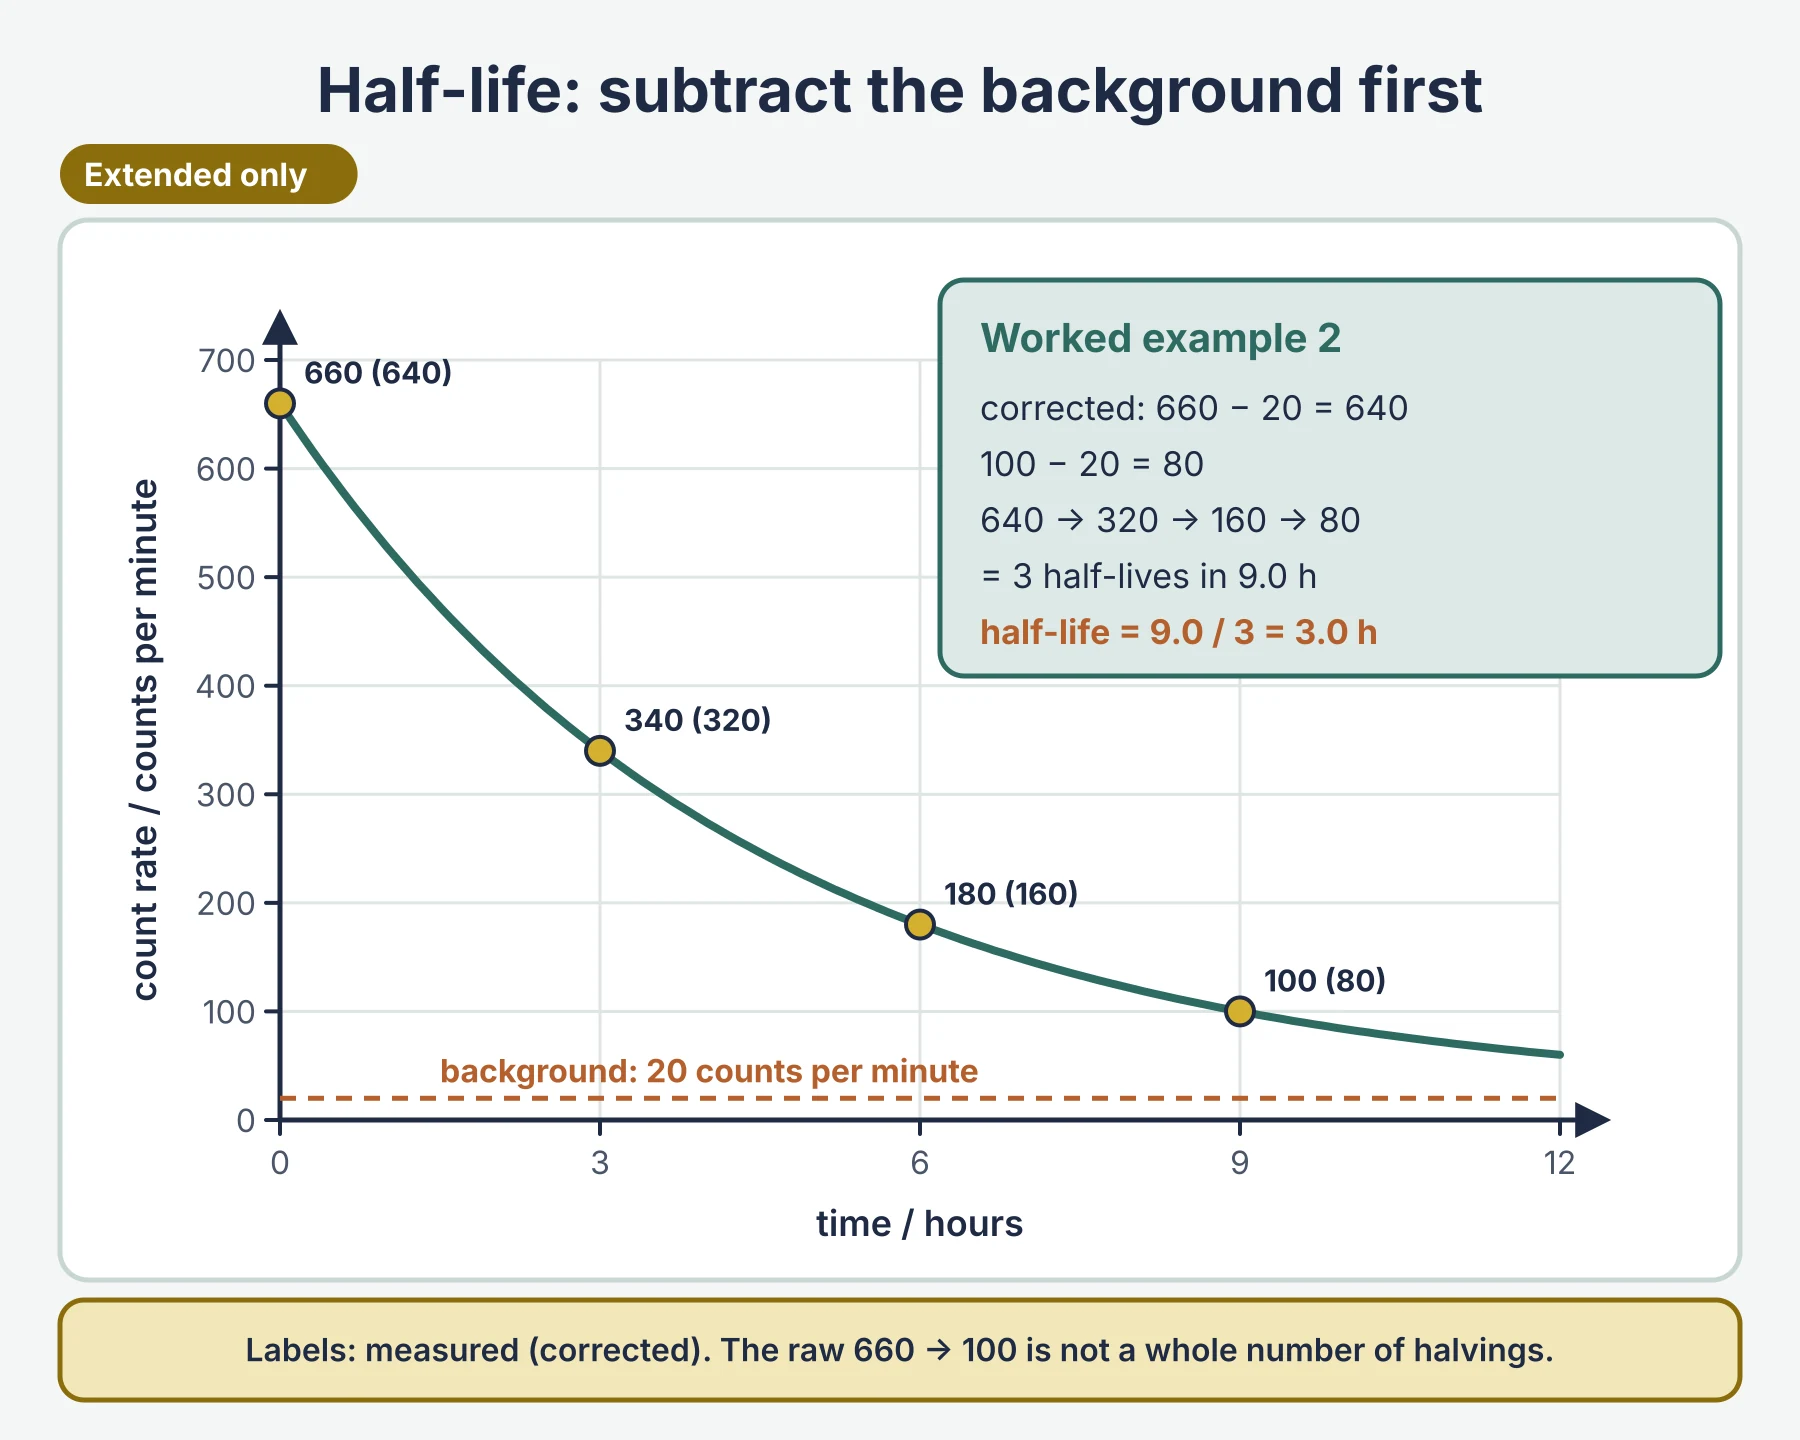 Half-life: subtract the background first
Extended only
Worked example 2
corrected: 660 − 20 = 640
100 − 20 = 80
640 → 320 → 160 → 80
= 3 half-lives in 9.0 h
half-life = 9.0 / 3 = 3.0 h
count rate / counts per minute
700
600
500
400
300
200
100
0
660 (640)
340 (320)
180 (160)
100 (80)
background: 20 counts per minute
0 3 6 9 12
time / hours
Labels: measured (corrected). The raw 660 → 100 is not a whole number of halvings.